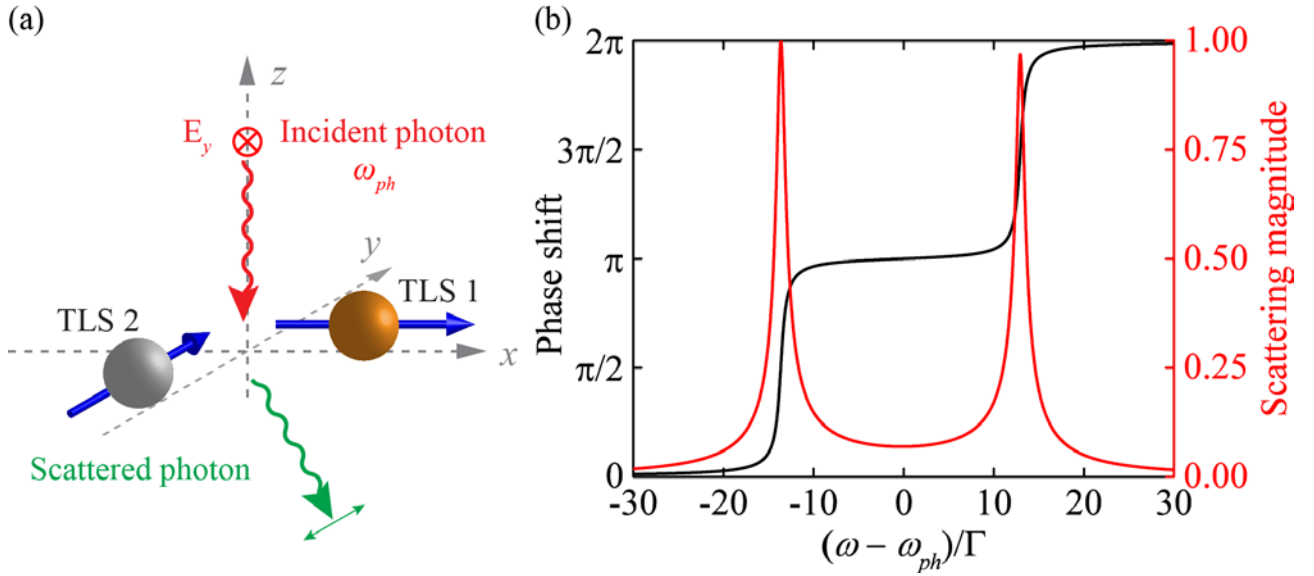 (a)
z
E_y
Incident photon
ω_ph
y
TLS 1
TLS 2
x
Scattered photon
(b)
2π
3π/2
π
π/2
0
Phase shift
1.00
0.75
0.50
0.25
0.00
Scattering magnitude
-30 -20 -10 0 10 20 30
(ω − ω_ph)/Γ